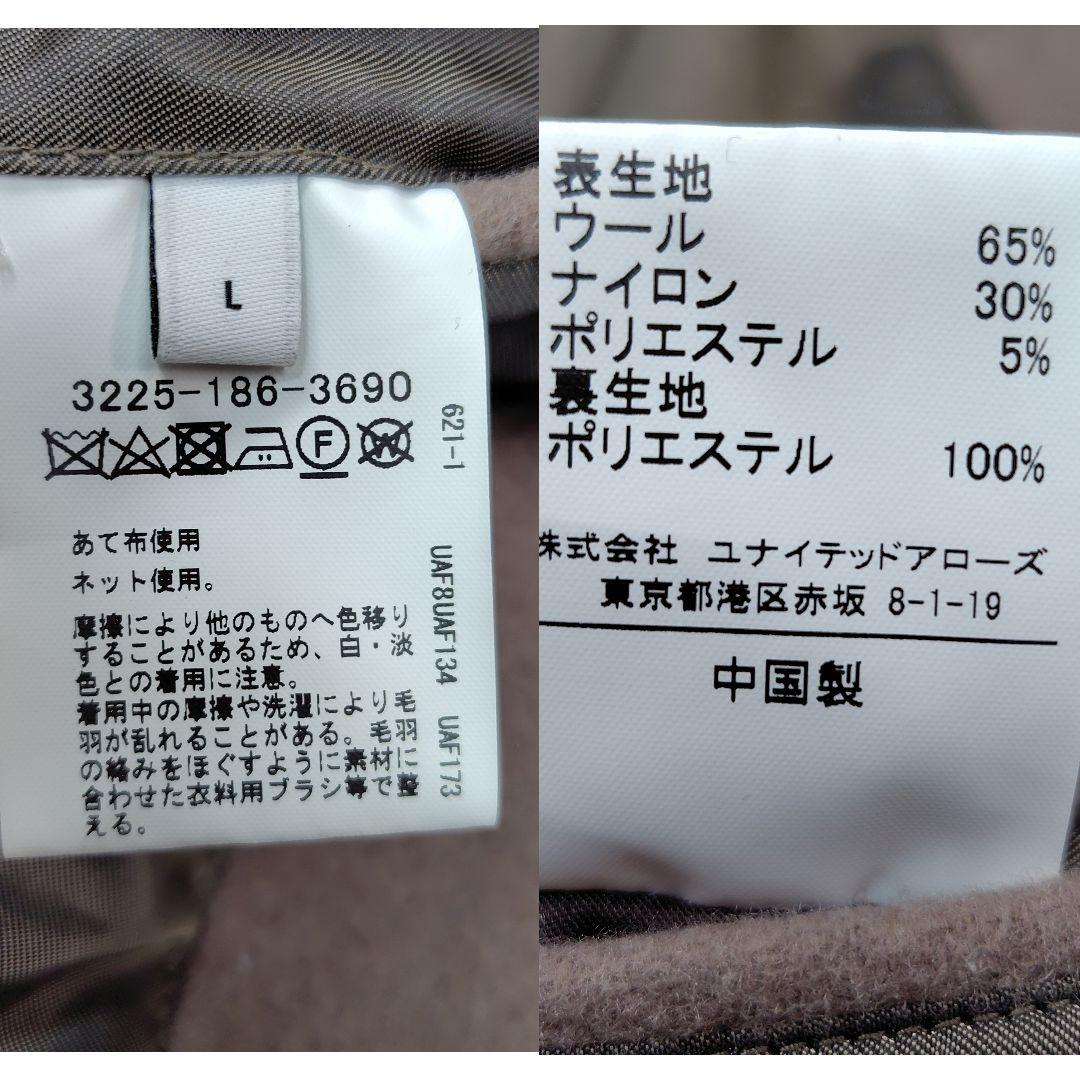 L
3225-186-3690
621-1
あて布使用
ネット使用。
摩擦により他のものへ色移り
することがあるため、白・淡
色との着用に注意。
着用中の摩擦や洗濯により毛
羽が乱れることがある。毛羽
の絡みをほぐすように素材に
合わせた衣料用ブラシ等で整
える。
UAF8UAF134 UAF173
表生地
ウール 65%
ナイロン 30%
ポリエステル 5%
裏生地
ポリエステル 100%
株式会社 ユナイテッドアローズ
東京都港区赤坂 8-1-19
中国製